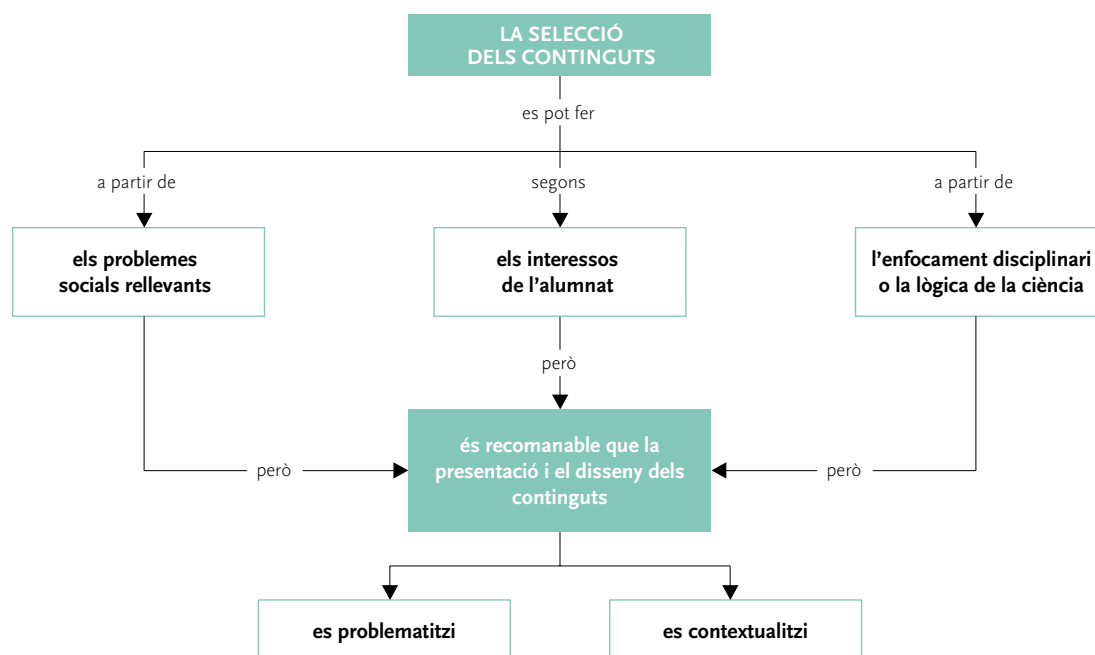 LA SELECCIÓ
DELS CONTINGUTS
es pot fer
a partir de
segons
a partir de
els problemes
socials rellevants
els interessos
de l'alumnat
l'enfocament disciplinari
o la lògica de la ciència
però
és recomanable que la
presentació i el disseny dels
continguts
però
però
es problematitzi
es contextualitzi